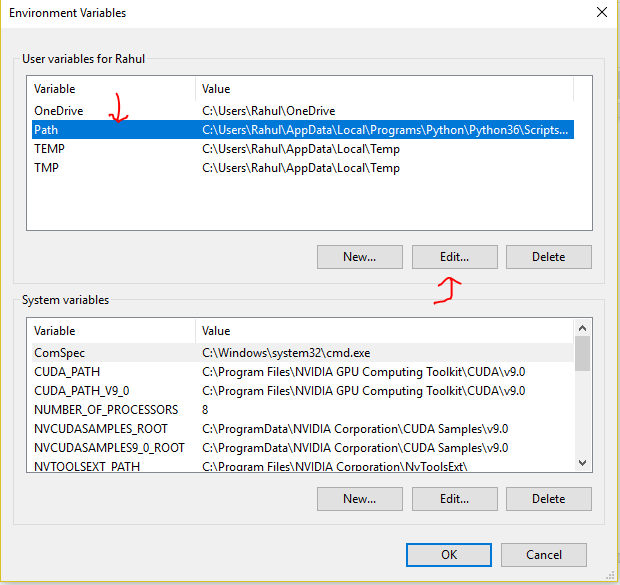 Environment Variables
User variables for Rahul
Variable Value
OneDrive C:\Users\Rahul\OneDrive
Path C:\Users\Rahul\AppData\Local\Programs\Python\Python36\Scripts...
TEMP C:\Users\Rahul\AppData\Local\Temp
TMP C:\Users\Rahul\AppData\Local\Temp
New... Edit... Delete
System variables
Variable Value
ComSpec C:\Windows\system32\cmd.exe
CUDA_PATH C:\Program Files\NVIDIA GPU Computing Toolkit\CUDA\v9.0
CUDA_PATH_V9_0 C:\Program Files\NVIDIA GPU Computing Toolkit\CUDA\v9.0
NUMBER_OF_PROCESSORS 8
NVCUDASAMPLES_ROOT C:\ProgramData\NVIDIA Corporation\CUDA Samples\v9.0
NVCUDASAMPLES9_0_ROOT C:\ProgramData\NVIDIA Corporation\CUDA Samples\v9.0
NVTOOLSEXT_PATH C:\Program Files\NVIDIA Corporation\NvToolsExt\
New... Edit... Delete
OK Cancel